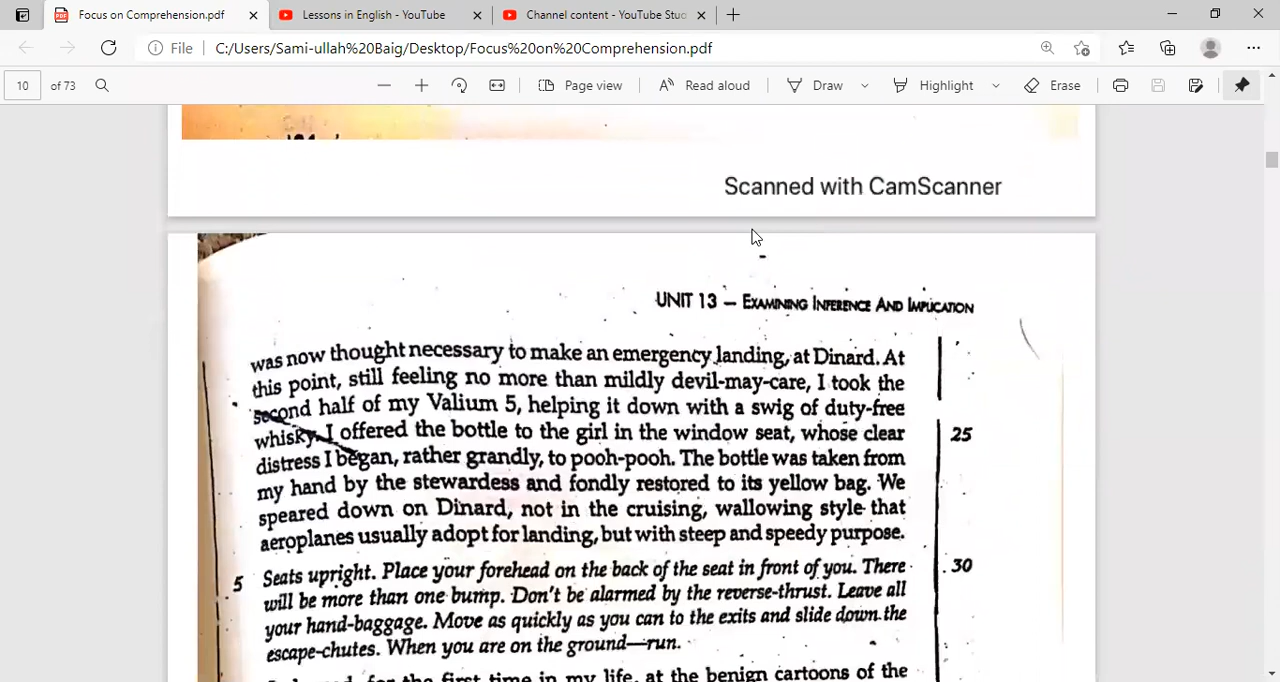 Focus on Comprehension.pdf
Lessons in English - YouTube
Channel content - YouTube Stud
File
C:/Users/Sami-ullah%20Baig/Desktop/Focus%20on%20Comprehension.pdf
10 of 73
Page view
Read aloud
Draw
Highlight
Erase
Scanned with CamScanner
UNIT 13 – EXAMINING INFERENCE AND IMPLICATION
was now thought necessary to make an emergency landing, at Dinard. At
this point, still feeling no more than mildly devil-may-care, I took the
second half of my Valium 5, helping it down with a swig of duty-free
whisky. I offered the bottle to the girl in the window seat, whose clear 25
distress I began, rather grandly, to pooh-pooh. The bottle was taken from
my hand by the stewardess and fondly restored to its yellow bag. We
speared down on Dinard, not in the cruising, wallowing style that
aeroplanes usually adopt for landing, but with steep and speedy purpose.
5 Seats upright. Place your forehead on the back of the seat in front of you. There 30
will be more than one bump. Don't be alarmed by the reverse-thrust. Leave all
your hand-baggage. Move as quickly as you can to the exits and slide down the
escape-chutes. When you are on the ground—run.
for the first time in my life, at the benign cartoons of the